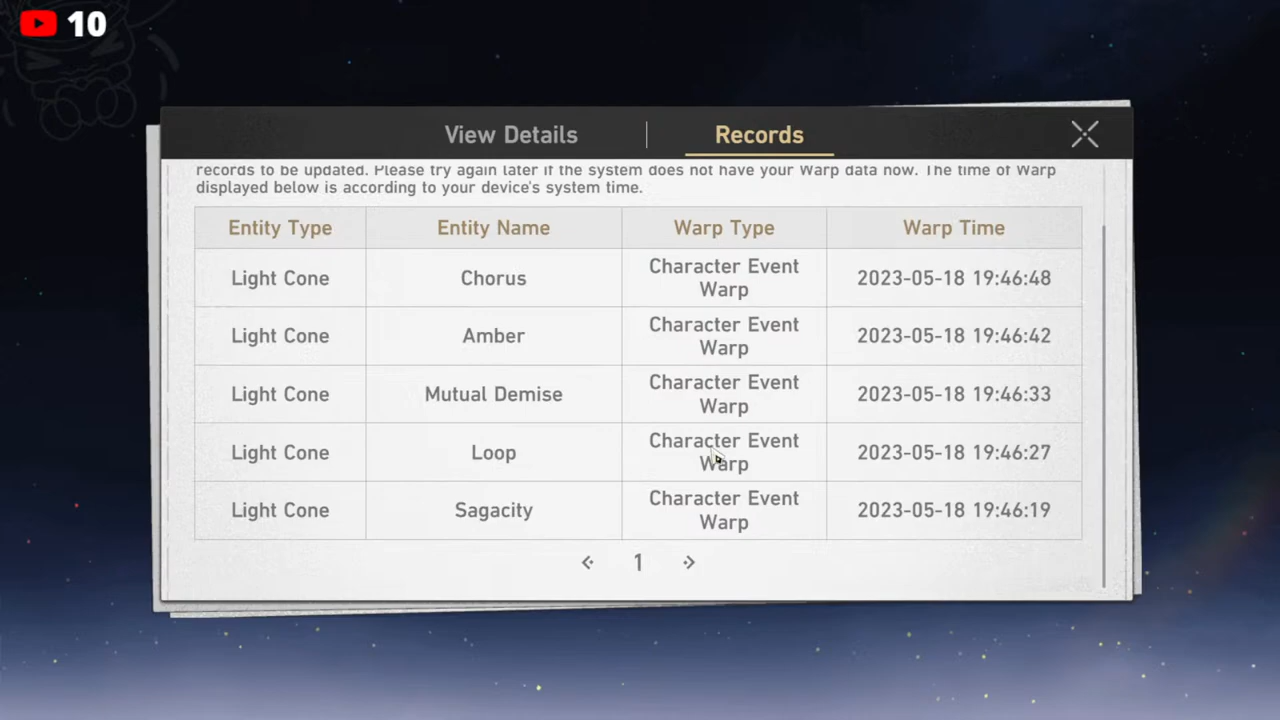 10
View Details
Records
records to be updated. Please try again later if the system does not have your Warp data now. The time of Warp
displayed below is according to your device's system time.
Entity Type Entity Name Warp Type Warp Time
Light Cone Chorus Character Event Warp 2023-05-18 19:46:48
Light Cone Amber Character Event Warp 2023-05-18 19:46:42
Light Cone Mutual Demise Character Event Warp 2023-05-18 19:46:33
Light Cone Loop Character Event Warp 2023-05-18 19:46:27
Light Cone Sagacity Character Event Warp 2023-05-18 19:46:19
1